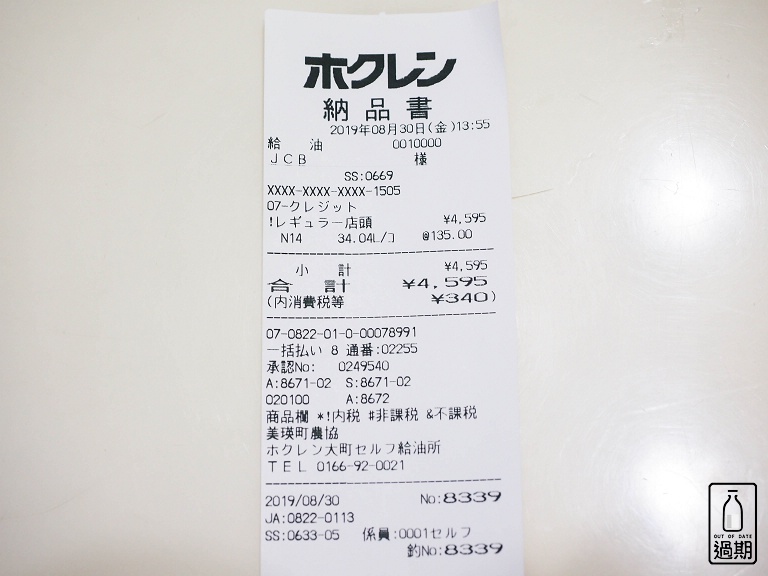 ホクレン
納品書
2019年08月30日(金)13:55
給 油 0010000
JCB 様
SS:0669
XXXX-XXXX-XXXX-1505
07-クレジット
!レギュラー店頭 ¥4,595
N14 34.04L/コ @135.00
小 計 ¥4,595
合 計 ¥4,595
(内消費税等 ¥340)
07-0822-01-0-00078991
一括払い 8 通番:02255
承認No: 0249540
A:8671-02 S:8671-02
020100 A:8672
商品欄 *!内税 #非課税 &不課税
美瑛町農協
ホクレン大町セルフ給油所
TEL 0166-92-0021
2019/08/30 No:8339
JA:0822-0113
SS:0633-05 係員:0001セルフ
釣No:8339
OUT OF DATE
過期